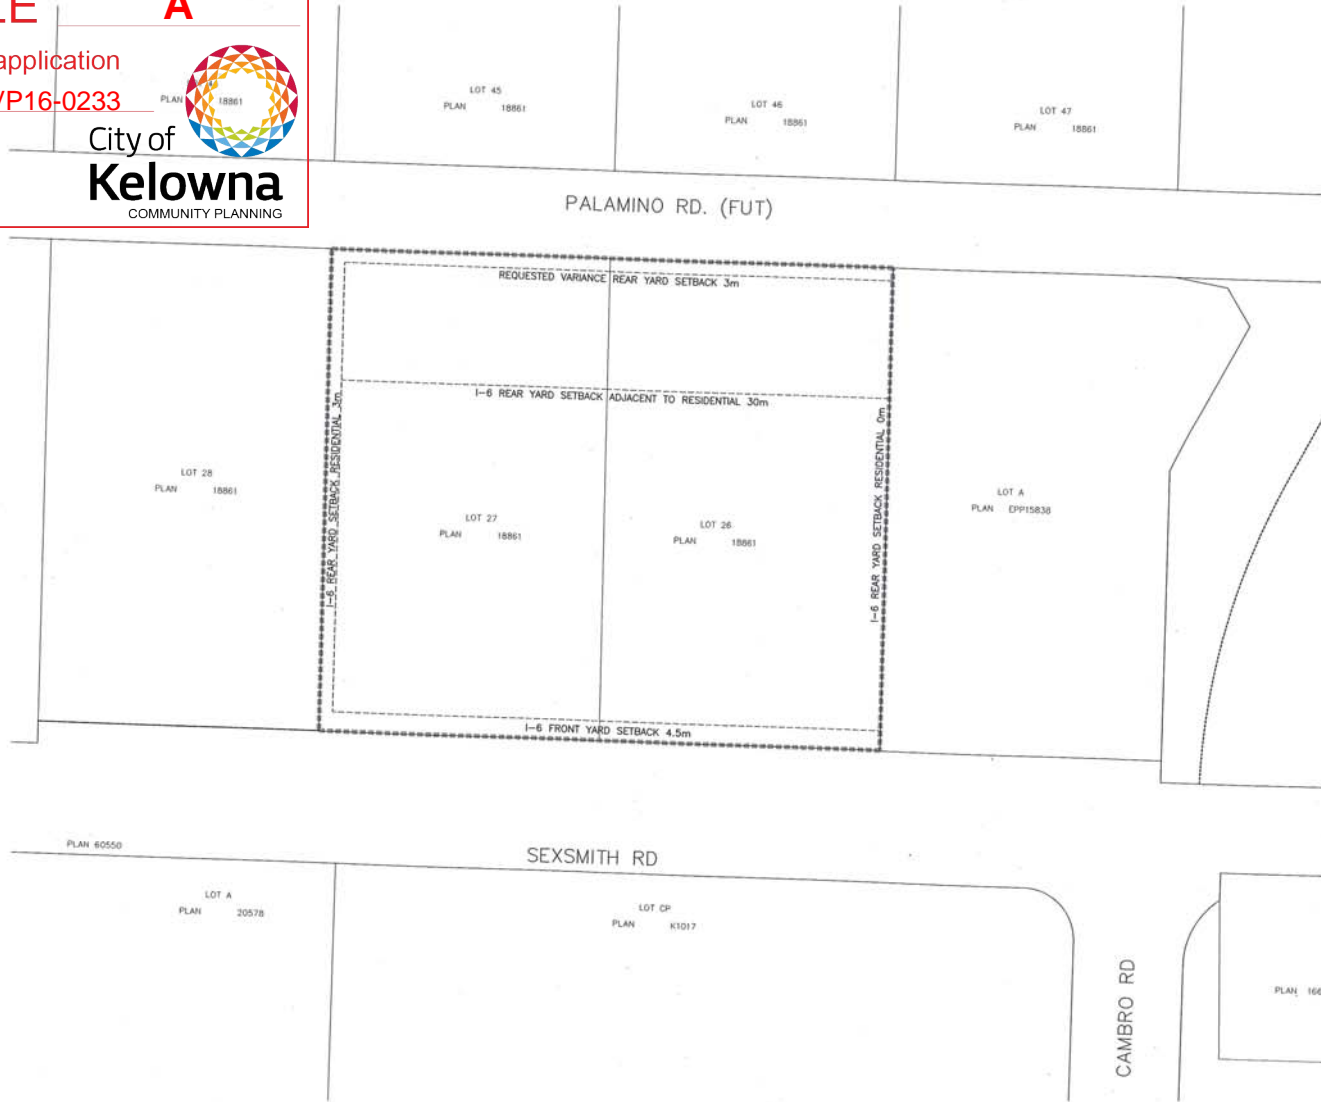 A
application
VP16-0233
City of
Kelowna
COMMUNITY PLANNING
PLAN 18861
LOT 45
PLAN 18861
LOT 46
PLAN 18861
LOT 47
PLAN 18861
PALAMINO RD. (FUT)
REQUESTED VARIANCE REAR YARD SETBACK 3m
I-6 REAR YARD SETBACK ADJACENT TO RESIDENTIAL 30m
I-6 REAR YARD SETBACK RESIDENTIAL 3m
I-6 REAR YARD SETBACK RESIDENTIAL 0m
LOT 28
PLAN 18861
LOT 27
PLAN 18861
LOT 26
PLAN 18861
LOT A
PLAN EPP15838
I-6 FRONT YARD SETBACK 4.5m
SEXSMITH RD
PLAN 60550
LOT A
PLAN 20578
LOT CP
PLAN K1017
CAMBRO RD
PLAN 166